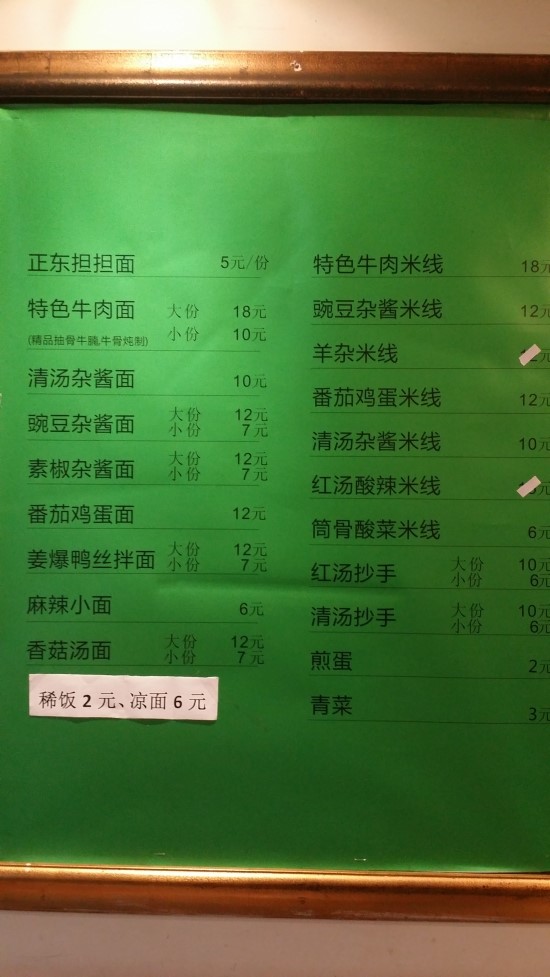 正东担担面 5元/份
特色牛肉面 大份 18元
(精品抽骨牛腩,牛骨炖制) 小份 10元
清汤杂酱面 10元
豌豆杂酱面 大份 12元
小份 7元
素椒杂酱面 大份 12元
小份 7元
番茄鸡蛋面 12元
姜爆鸭丝拌面 大份 12元
小份 7元
麻辣小面 6元
香菇汤面 大份 12元
小份 7元
稀饭2元、凉面6元
特色牛肉米线 18元
豌豆杂酱米线 12元
羊杂米线 元
番茄鸡蛋米线 12元
清汤杂酱米线 10元
红汤酸辣米线 元
筒骨酸菜米线 6元
红汤抄手 大份 10元
小份 6元
清汤抄手 大份 10元
小份 6元
煎蛋 2元
青菜 3元